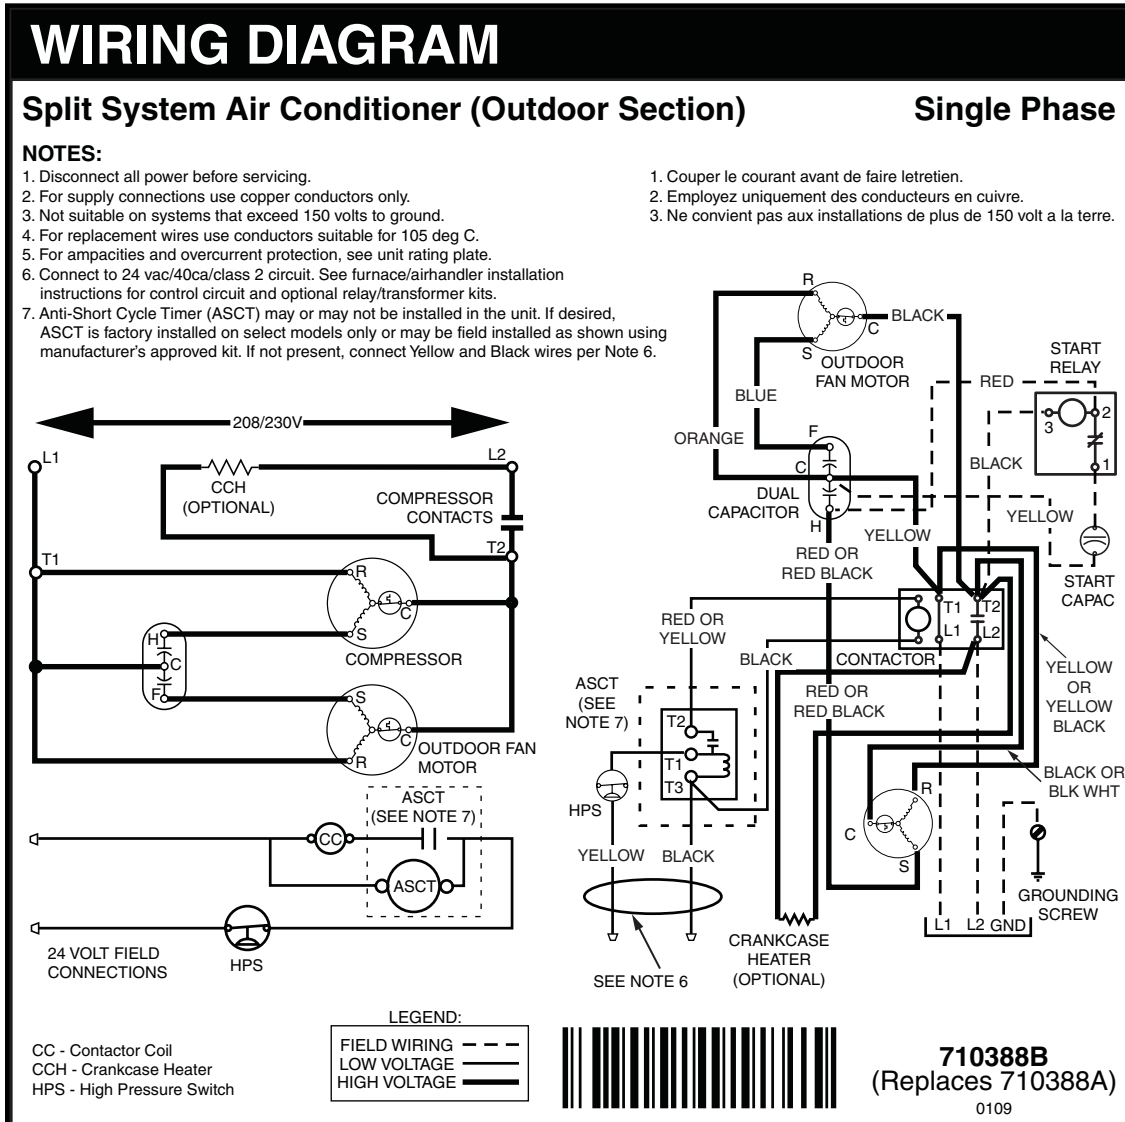 WIRING DIAGRAM
Split System Air Conditioner (Outdoor Section)
Single Phase
NOTES:
1. Disconnect all power before servicing.
2. For supply connections use copper conductors only.
3. Not suitable on systems that exceed 150 volts to ground.
4. For replacement wires use conductors suitable for 105 deg C.
5. For ampacities and overcurrent protection, see unit rating plate.
6. Connect to 24 vac/40ca/class 2 circuit. See furnace/airhandler installation
instructions for control circuit and optional relay/transformer kits.
7. Anti-Short Cycle Timer (ASCT) may or may not be installed in the unit. If desired,
ASCT is factory installed on select models only or may be field installed as shown using
manufacturer's approved kit. If not present, connect Yellow and Black wires per Note 6.
1. Couper le courant avant de faire letretien.
2. Employez uniquement des conducteurs en cuivre.
3. Ne convient pas aux installations de plus de 150 volt a la terre.
208/230V
L1
L2
CCH
(OPTIONAL)
COMPRESSOR
CONTACTS
T1
T2
R
C
S
COMPRESSOR
H
C
F
S
C
R
OUTDOOR FAN
MOTOR
ASCT
(SEE NOTE 7)
CC
ASCT
24 VOLT FIELD
CONNECTIONS
HPS
R
C
S
BLACK
OUTDOOR
FAN MOTOR
START
RELAY
RED
BLUE
2
3
1
ORANGE
F
C
H
BLACK
DUAL
CAPACITOR
YELLOW
YELLOW
RED OR
RED BLACK
START
CAPAC
T1
T2
L1
L2
RED OR
YELLOW
BLACK
CONTACTOR
YELLOW
OR
YELLOW
BLACK
ASCT
(SEE
NOTE 7)
RED OR
RED BLACK
T2
T1
T3
HPS
BLACK OR
BLK WHT
R
C
S
YELLOW
BLACK
GROUNDING
SCREW
L1
L2
GND
CRANKCASE
HEATER
(OPTIONAL)
SEE NOTE 6
CC - Contactor Coil
CCH - Crankcase Heater
HPS - High Pressure Switch
LEGEND:
FIELD WIRING
LOW VOLTAGE
HIGH VOLTAGE
710388B
(Replaces 710388A)
0109